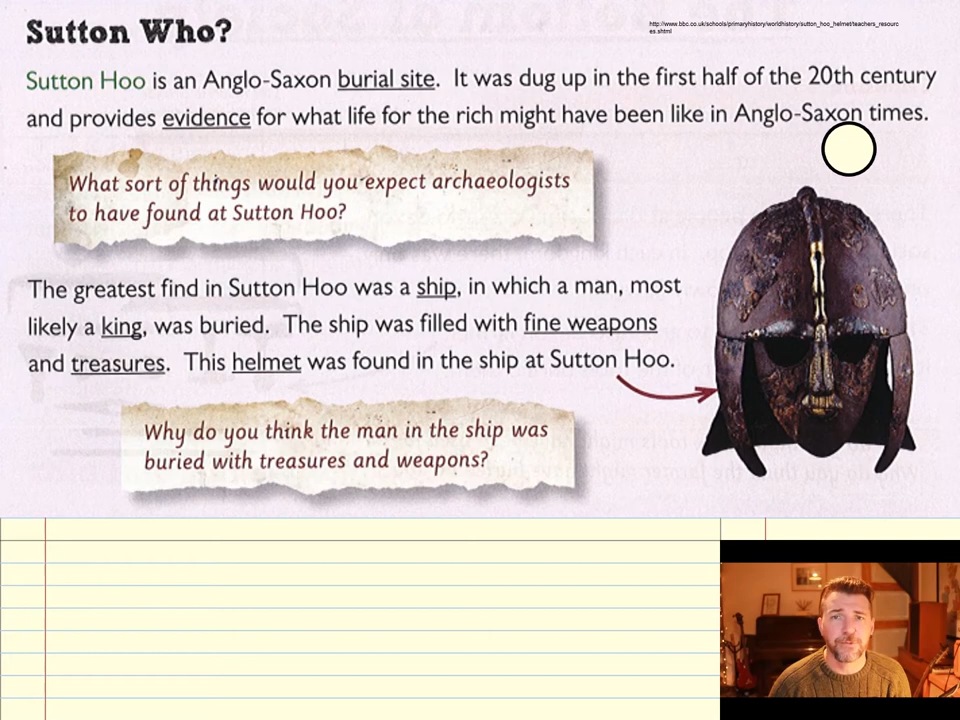 Sutton Who?
http://www.bbc.co.uk/schools/primaryhistory/worldhistory/sutton_hoo_helmet/teachers_resourc
es.shtml
Sutton Hoo is an Anglo-Saxon burial site. It was dug up in the first half of the 20th century
and provides evidence for what life for the rich might have been like in Anglo-Saxon times.
What sort of things would you expect archaeologists
to have found at Sutton Hoo?
The greatest find in Sutton Hoo was a ship, in which a man, most
likely a king, was buried. The ship was filled with fine weapons
and treasures. This helmet was found in the ship at Sutton Hoo.
Why do you think the man in the ship was
buried with treasures and weapons?